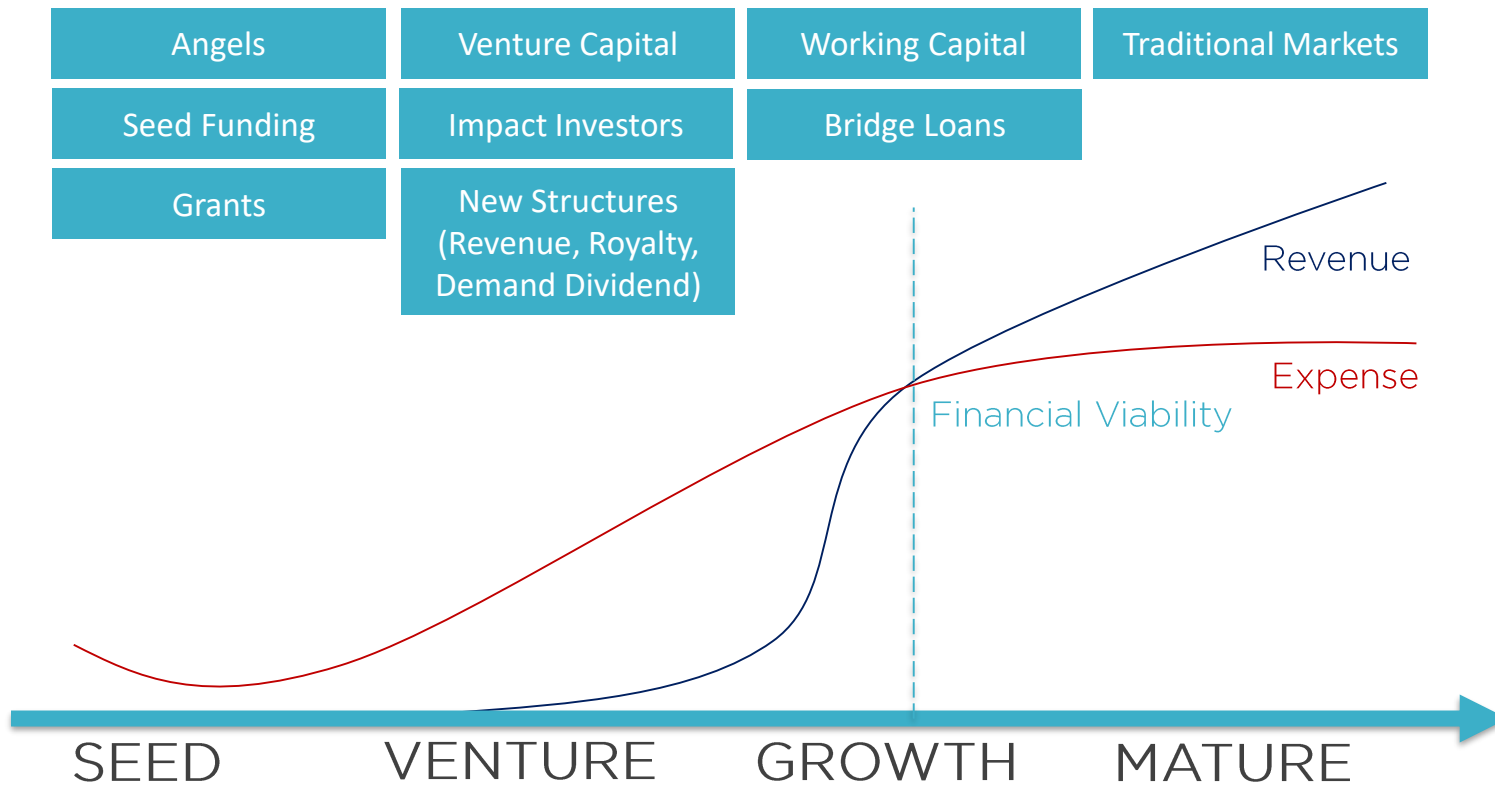 Angels
Venture Capital
Working Capital
Traditional Markets
Seed Funding
Impact Investors
Bridge Loans
Grants
New Structures
(Revenue, Royalty,
Demand Dividend)
Revenue
Expense
Financial Viability
SEED
VENTURE
GROWTH
MATURE